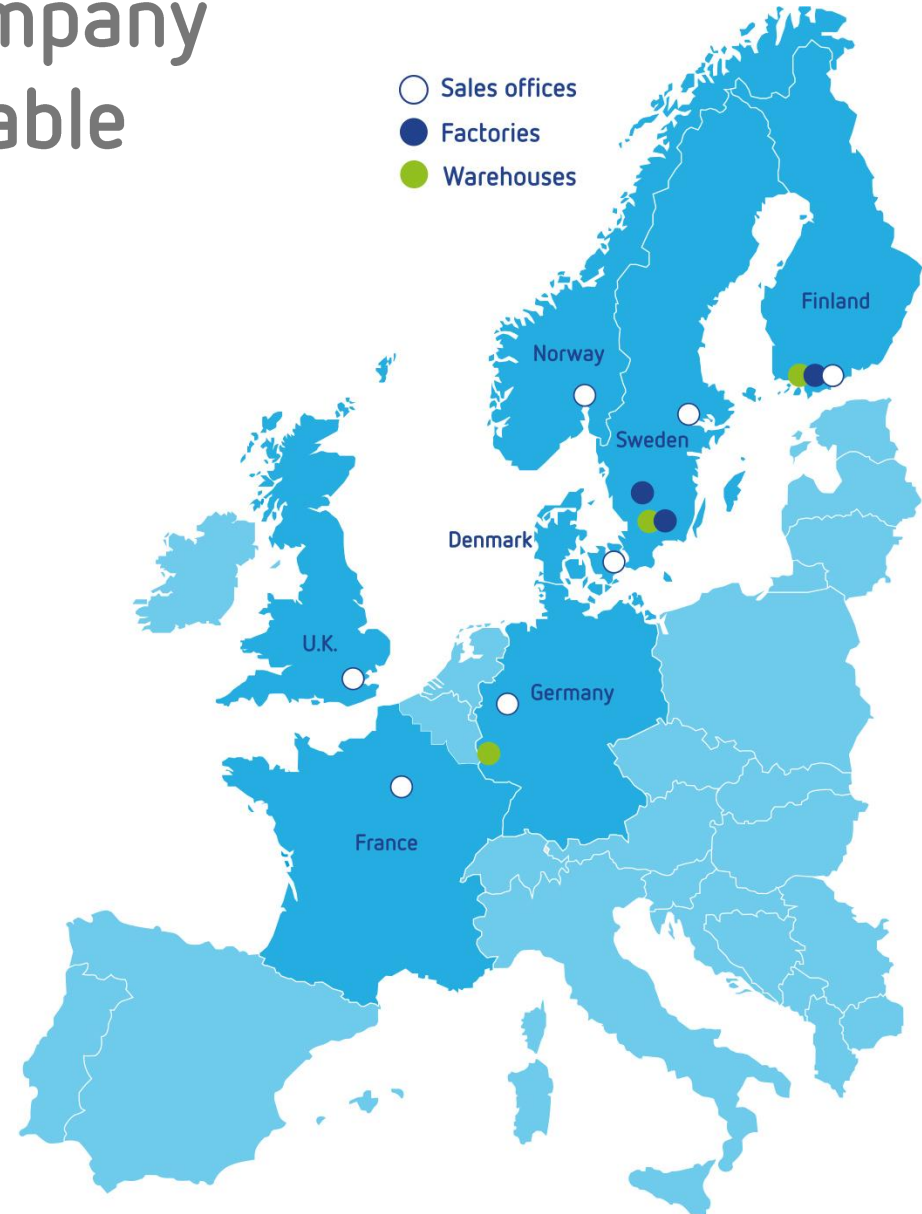 mpany
able
Sales offices
Factories
Warehouses
Finland
Norway
Sweden
Denmark
U.K.
Germany
France